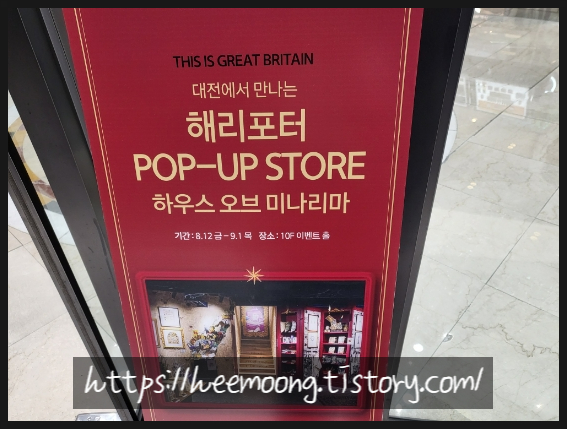 THIS IS GREAT BRITAIN
대전에서 만나는
해리포터
POP-UP STORE
하우스 오브 미나리마
기간 : 8.12 금 - 9.1 목 장소 : 10F 이벤트 홀
https://heemoong.tistory.com/